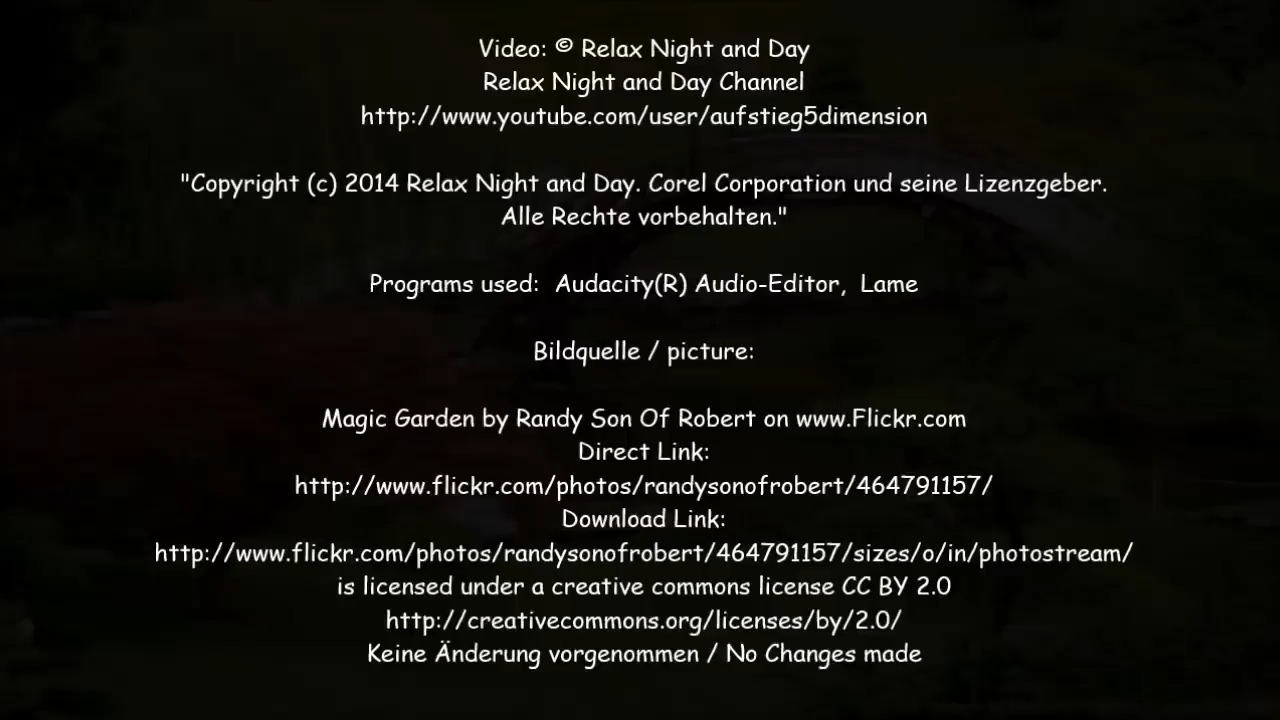 Video: © Relax Night and Day
Relax Night and Day Channel
http://www.youtube.com/user/aufstieg5dimension
"Copyright (c) 2014 Relax Night and Day. Corel Corporation und seine Lizenzgeber.
Alle Rechte vorbehalten."
Programs used:  Audacity(R) Audio-Editor,  Lame
Bildquelle / picture:
Magic Garden by Randy Son Of Robert on www.Flickr.com
Direct Link:
http://www.flickr.com/photos/randysonofrobert/464791157/
Download Link:
http://www.flickr.com/photos/randysonofrobert/464791157/sizes/o/in/photostream/
is licensed under a creative commons license CC BY 2.0
http://creativecommons.org/licenses/by/2.0/
Keine Änderung vorgenommen / No Changes made